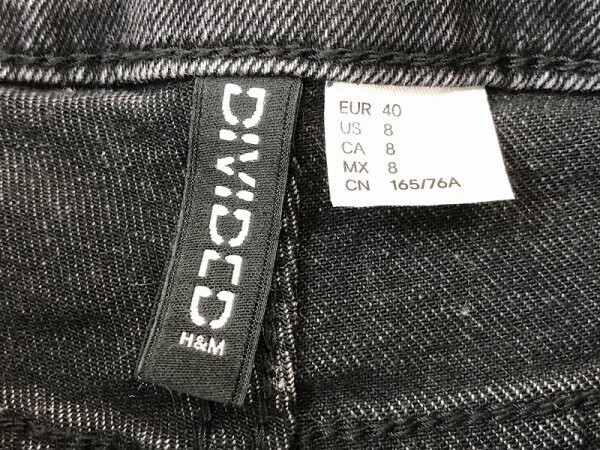 DIVIDED
H&M
EUR 40
US 8
CA 8
MX 8
CN 165/76A